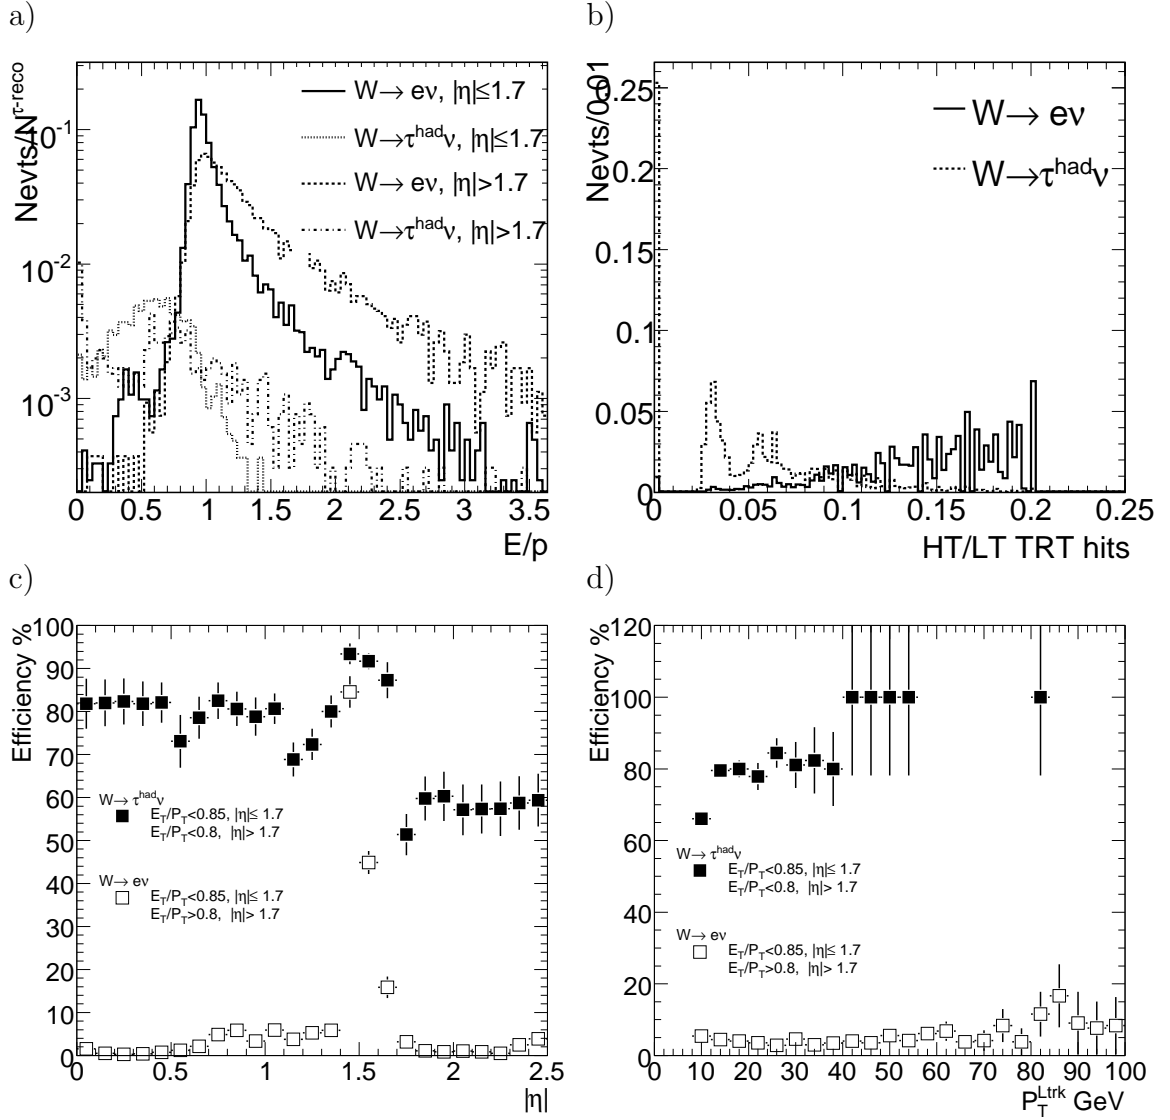 a)
Nevts/N^τ-reco
W→ eν, |η|≤1.7
W→τ^had ν, |η|≤1.7
W→ eν, |η|>1.7
W→τ^had ν, |η|>1.7
10^-1
10^-2
10^-3
0 0.5 1 1.5 2 2.5 3 3.5
E/p
b)
Nevts/0.01
W→ eν
W→τ^had ν
0.25
0.2
0.15
0.1
0.05
0
0 0.05 0.1 0.15 0.2 0.25
HT/LT TRT hits
c)
Efficiency %
100
90
80
70
60
50
40
30
20
10
0
W→ τ^had ν
E_T/P_T<0.85, |η|≤ 1.7
E_T/P_T<0.8, |η|> 1.7
W→ eν
E_T/P_T<0.85, |η|≤ 1.7
E_T/P_T>0.8, |η|> 1.7
0 0.5 1 1.5 2 2.5
|η|
d)
Efficiency %
120
100
80
60
40
20
0
W→ τ^had ν
E_T/P_T<0.85, |η|≤ 1.7
E_T/P_T<0.8, |η|> 1.7
W→ eν
E_T/P_T<0.85, |η|≤ 1.7
E_T/P_T>0.8, |η|> 1.7
0 10 20 30 40 50 60 70 80 90 100
P_T^Ltrk GeV